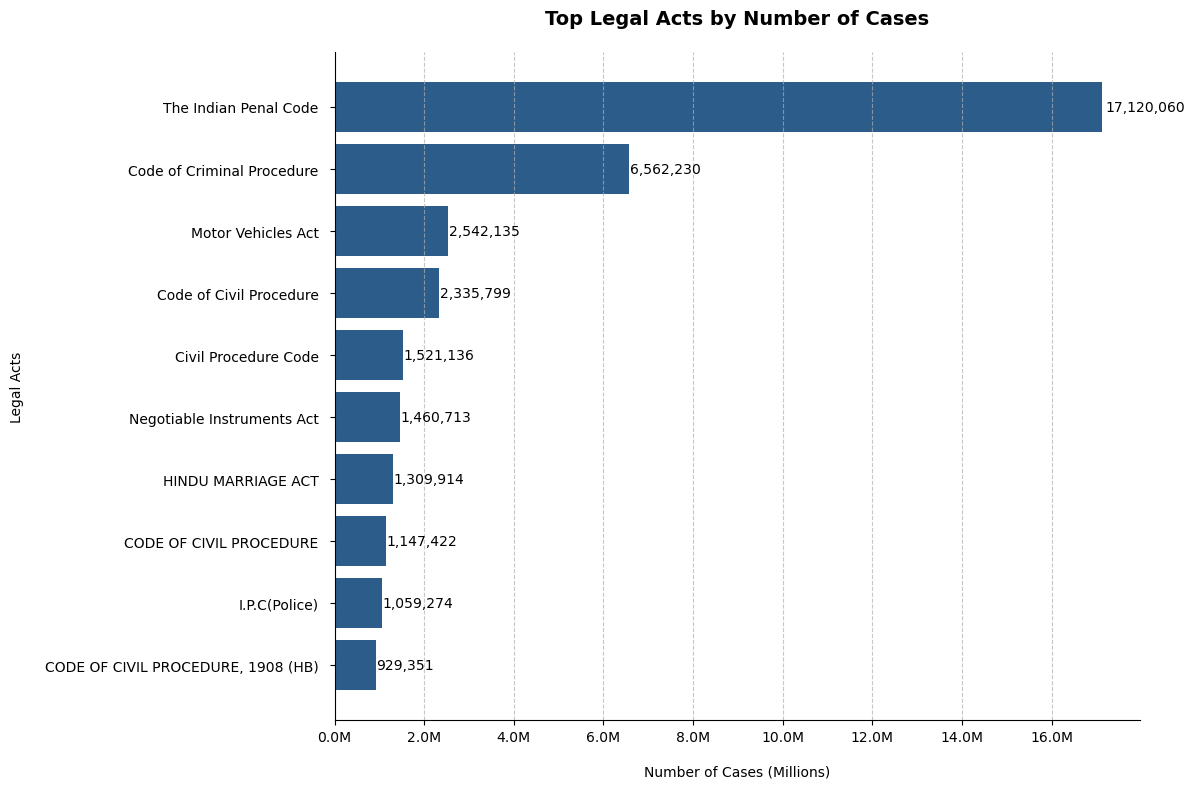 Top Legal Acts by Number of Cases
The Indian Penal Code
17,120,060
Code of Criminal Procedure
6,562,230
Motor Vehicles Act
2,542,135
Code of Civil Procedure
2,335,799
Civil Procedure Code
1,521,136
Negotiable Instruments Act
1,460,713
HINDU MARRIAGE ACT
1,309,914
CODE OF CIVIL PROCEDURE
1,147,422
I.P.C(Police)
1,059,274
CODE OF CIVIL PROCEDURE, 1908 (HB)
929,351
Legal Acts
0.0M 2.0M 4.0M 6.0M 8.0M 10.0M 12.0M 14.0M 16.0M
Number of Cases (Millions)